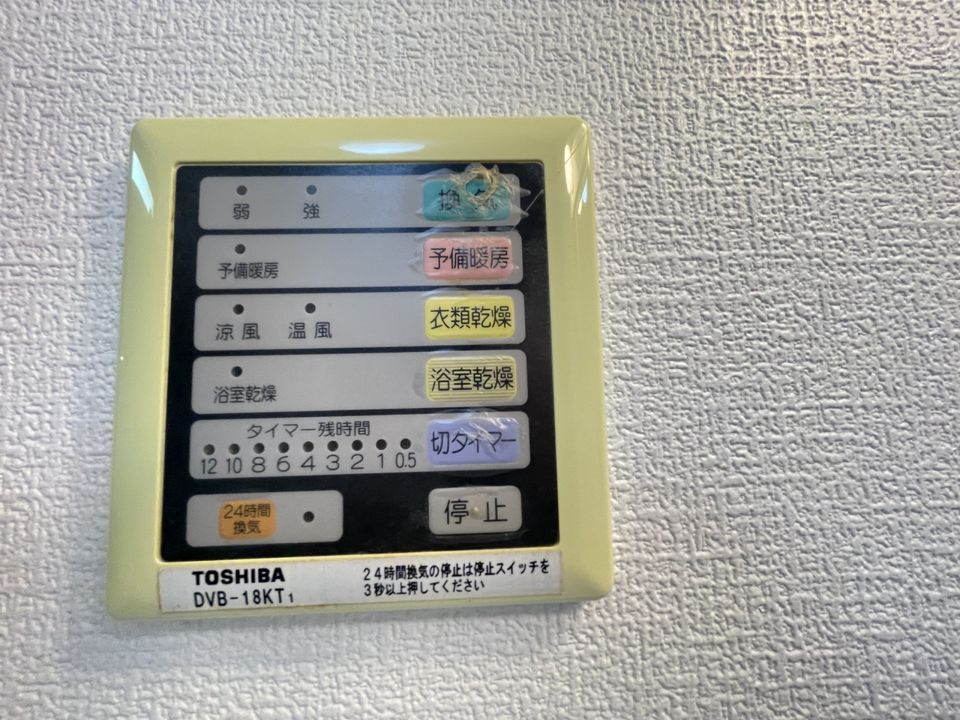 弱 強 換気
予備暖房 予備暖房
涼風 温風 衣類乾燥
浴室乾燥 浴室乾燥
タイマー残時間
12 10 8 6 4 3 2 1 0.5 切タイマー
24時間
換気
停止
TOSHIBA
DVB-18KT1
24時間換気の停止は停止スイッチを
3秒以上押してください